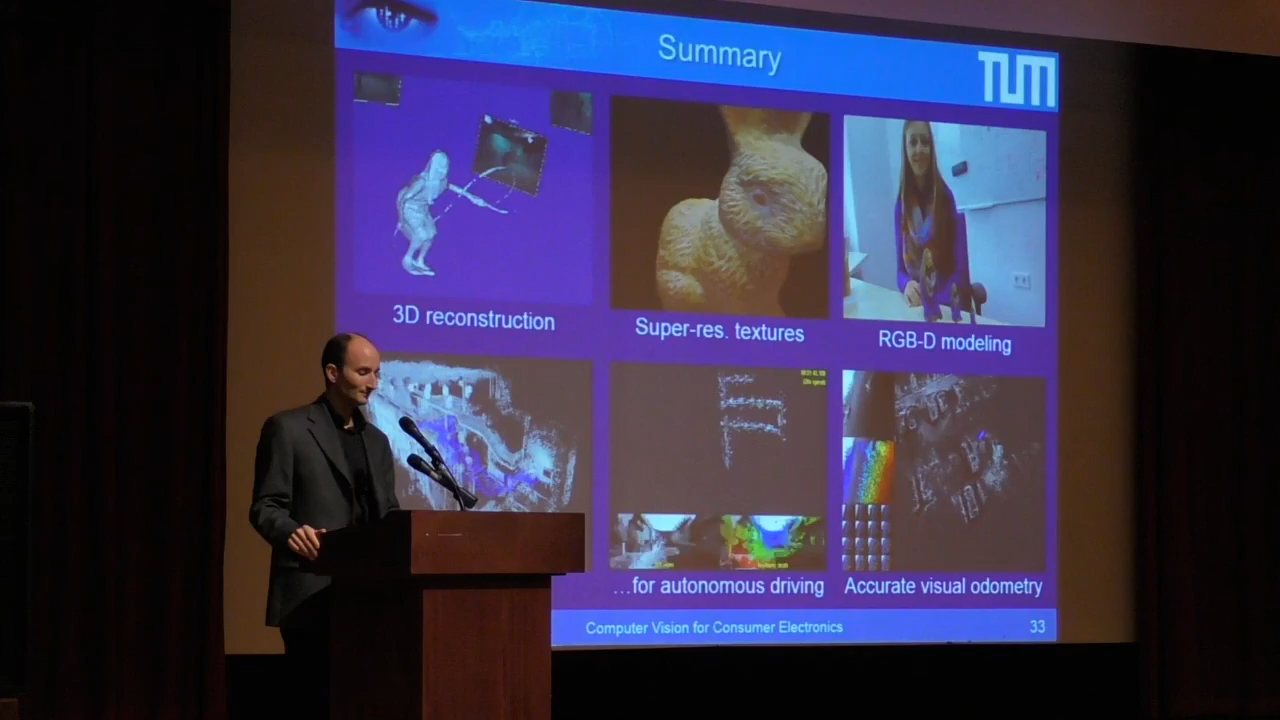 Summary
TUM
3D reconstruction
Super-res. textures
RGB-D modeling
...for autonomous driving
Accurate visual odometry
Computer Vision for Consumer Electronics
33